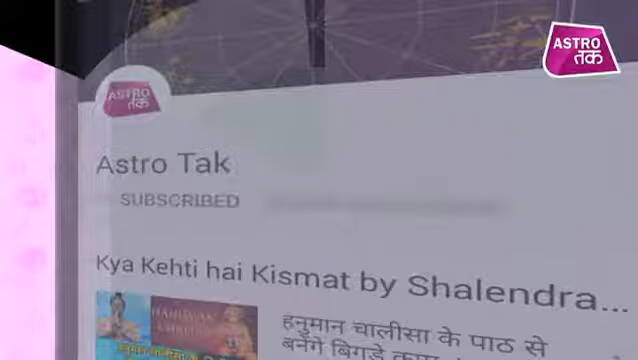 ASTRO
तक
ASTRO
तक
Astro Tak
SUBSCRIBED
Kya Kehti hai Kismat by Shalendra...
हनुमान चालीसा के पाठ से
बनेंगे बिगड़े काम